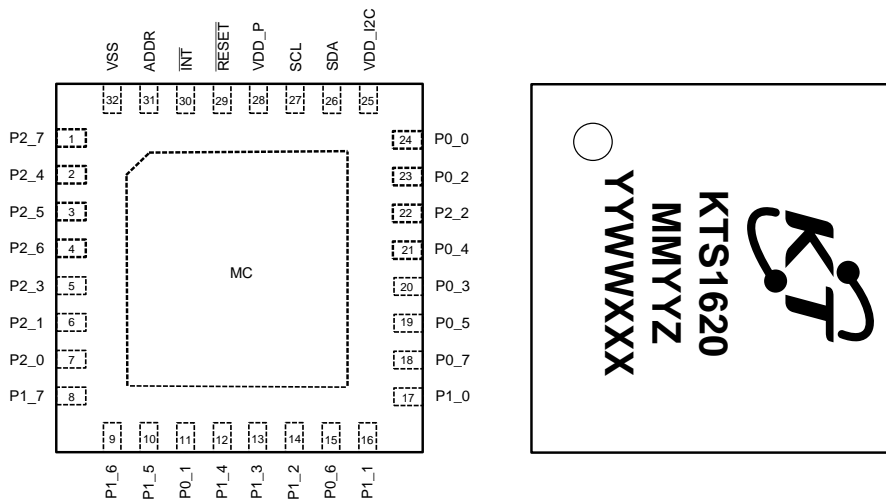 VSS
ADDR
INT
RESET
VDD_P
SCL
SDA
VDD_I2C
32
31
30
29
28
27
26
25
P2_7
1
24
P0_0
P2_4
2
23
P0_2
P2_5
3
22
P2_2
P2_6
4
21
P0_4
MC
P2_3
5
20
P0_3
P2_1
6
19
P0_5
P2_0
7
18
P0_7
P1_7
8
17
P1_0
9
10
11
12
13
14
15
16
P1_6
P1_5
P0_1
P1_4
P1_3
P1_2
P0_6
P1_1
KT
KTS1620
MMYYZ
YYWWXXX